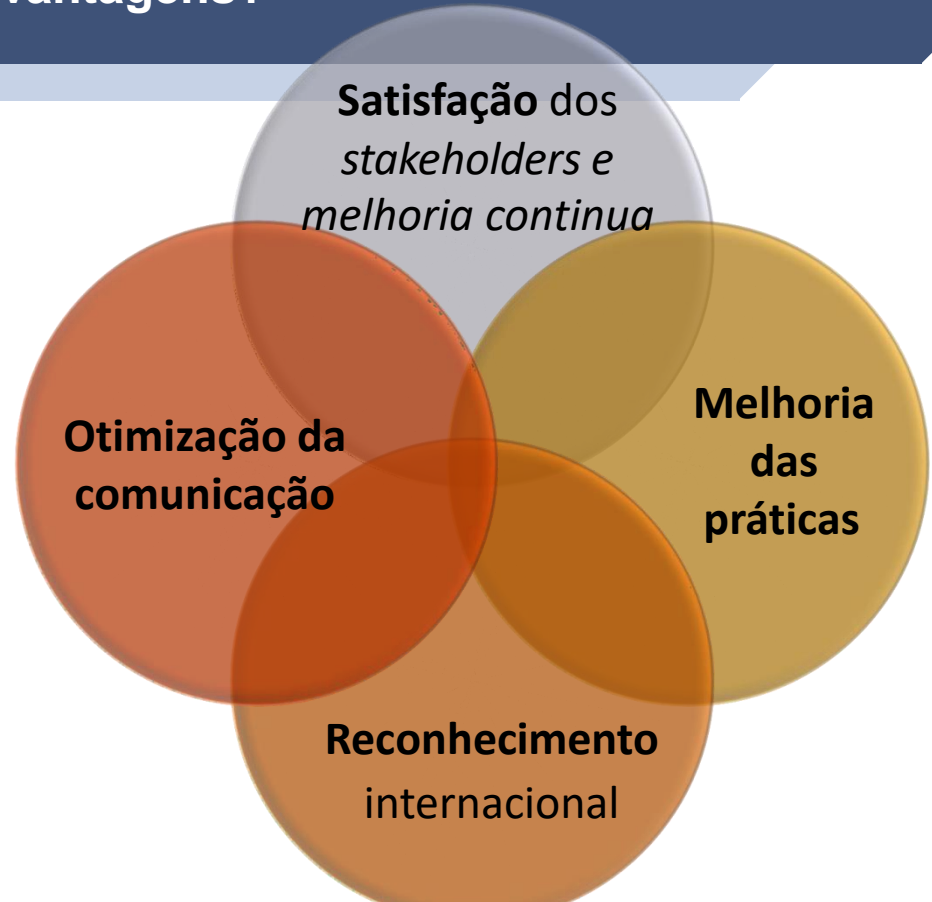 vantagens?
Satisfação dos
stakeholders e
melhoria continua
Otimização da
comunicação
Melhoria
das
práticas
Reconhecimento
internacional